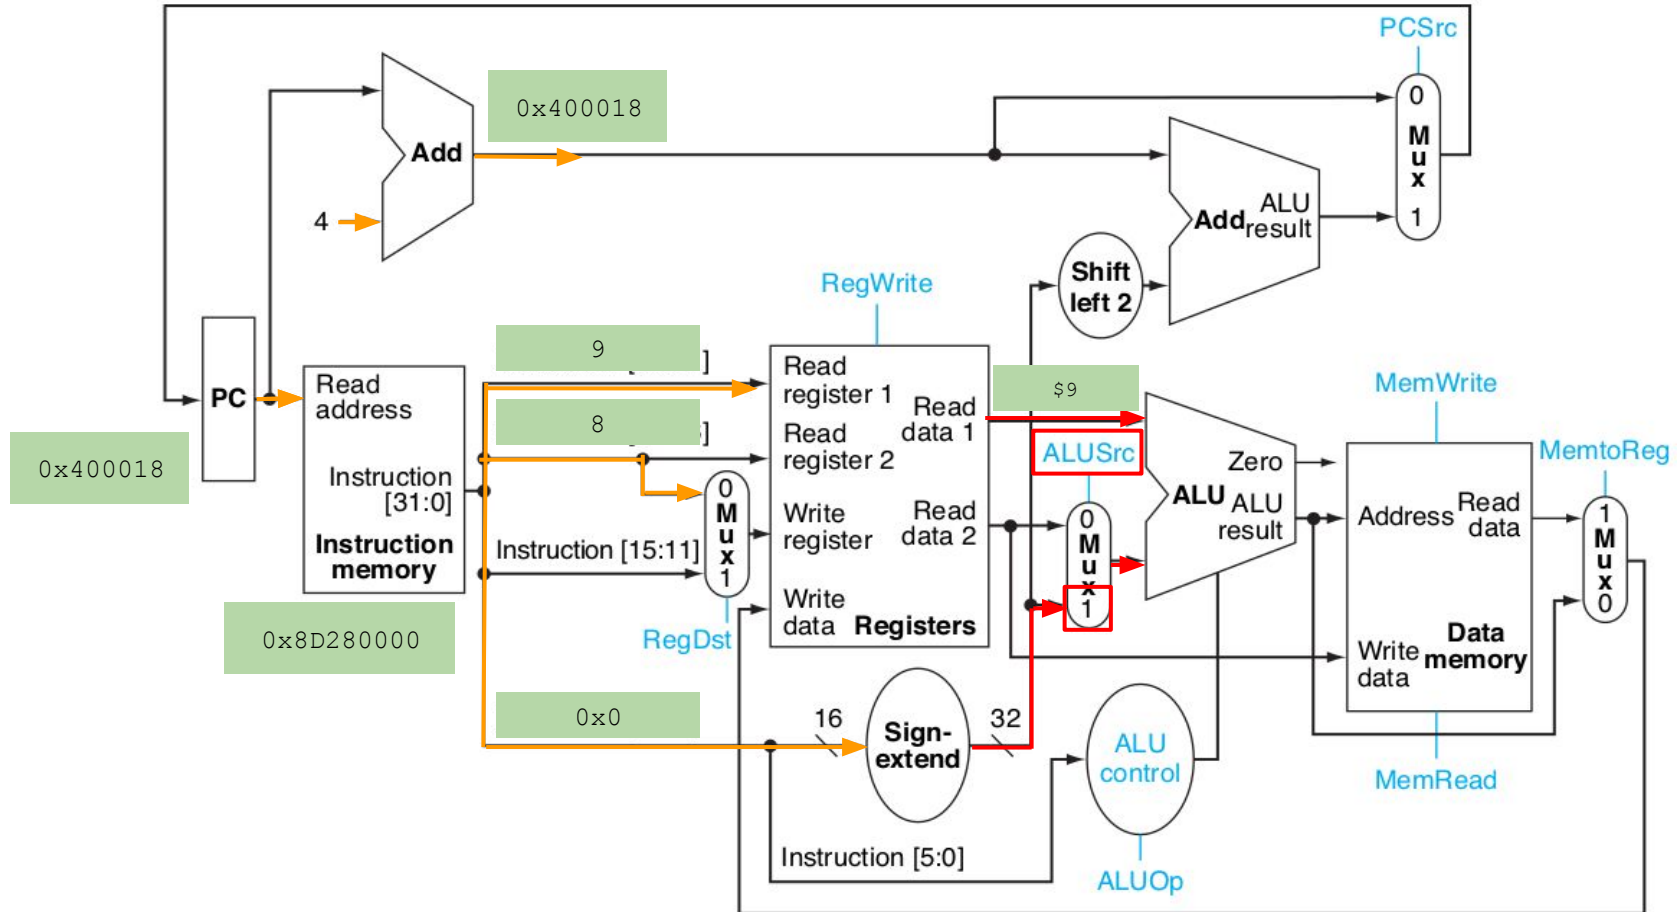 PCSrc
0x400018
0
Mux
1
Add
4
Add
ALU
result
Shift
left 2
RegWrite
9
]
8
]
PC
0x400018
Read
address
Instruction
[31:0]
Instruction
memory
0x8D280000
Instruction [15:11]
0
Mux
1
RegDst
Read
register 1
Read
register 2
Write
register
Write
data
Registers
Read
data 1
Read
data 2
$9
ALUSrc
0
Mux
1
ALU
Zero
ALU
result
MemWrite
Address
Read
data
Write
data
Data
memory
MemRead
MemtoReg
1
Mux
0
0x0
16
Sign-
extend
32
ALU
control
Instruction [5:0]
ALUOp